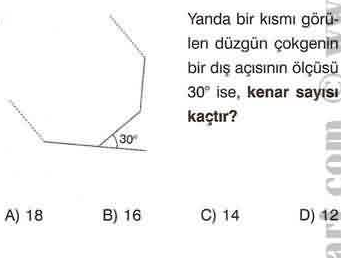 Yanda bir kısmı görü-
len düzgün çokgenin
bir dış açısının ölçüsü
30° ise, kenar sayısı
kaçtır?
30°
A) 18 B) 16 C) 14 D) 12